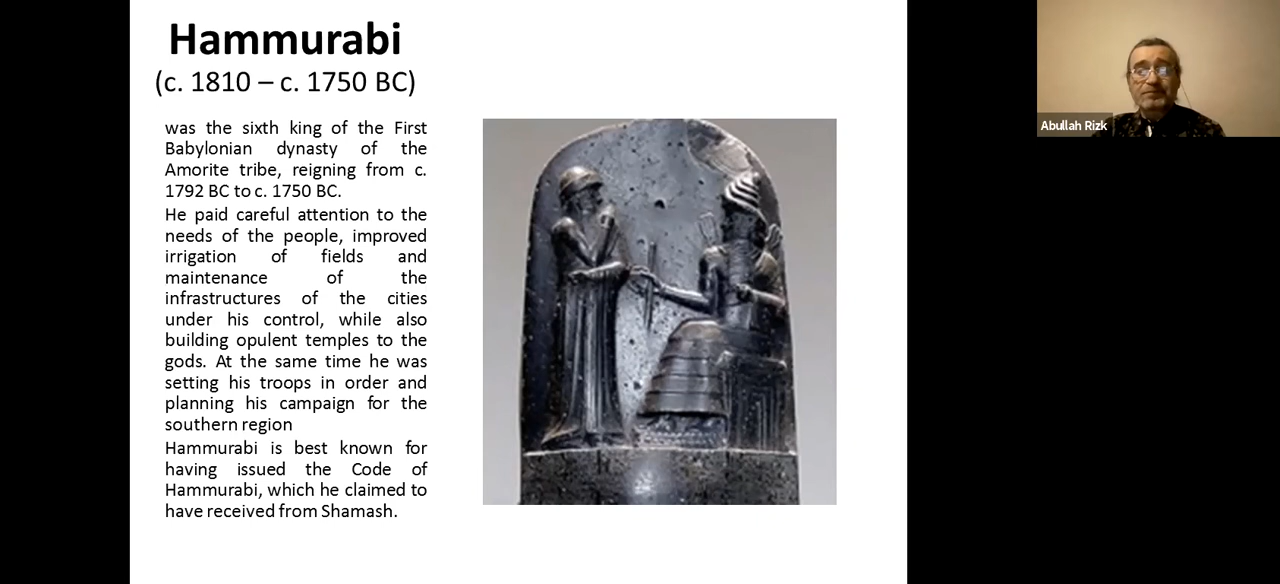 Hammurabi
(c. 1810 – c. 1750 BC)
was the sixth king of the First
Babylonian dynasty of the
Amorite tribe, reigning from c.
1792 BC to c. 1750 BC.
He paid careful attention to the
needs of the people, improved
irrigation of fields and
maintenance of the
infrastructures of the cities
under his control, while also
building opulent temples to the
gods. At the same time he was
setting his troops in order and
planning his campaign for the
southern region
Hammurabi is best known for
having issued the Code of
Hammurabi, which he claimed to
have received from Shamash.
Abullah Rizk